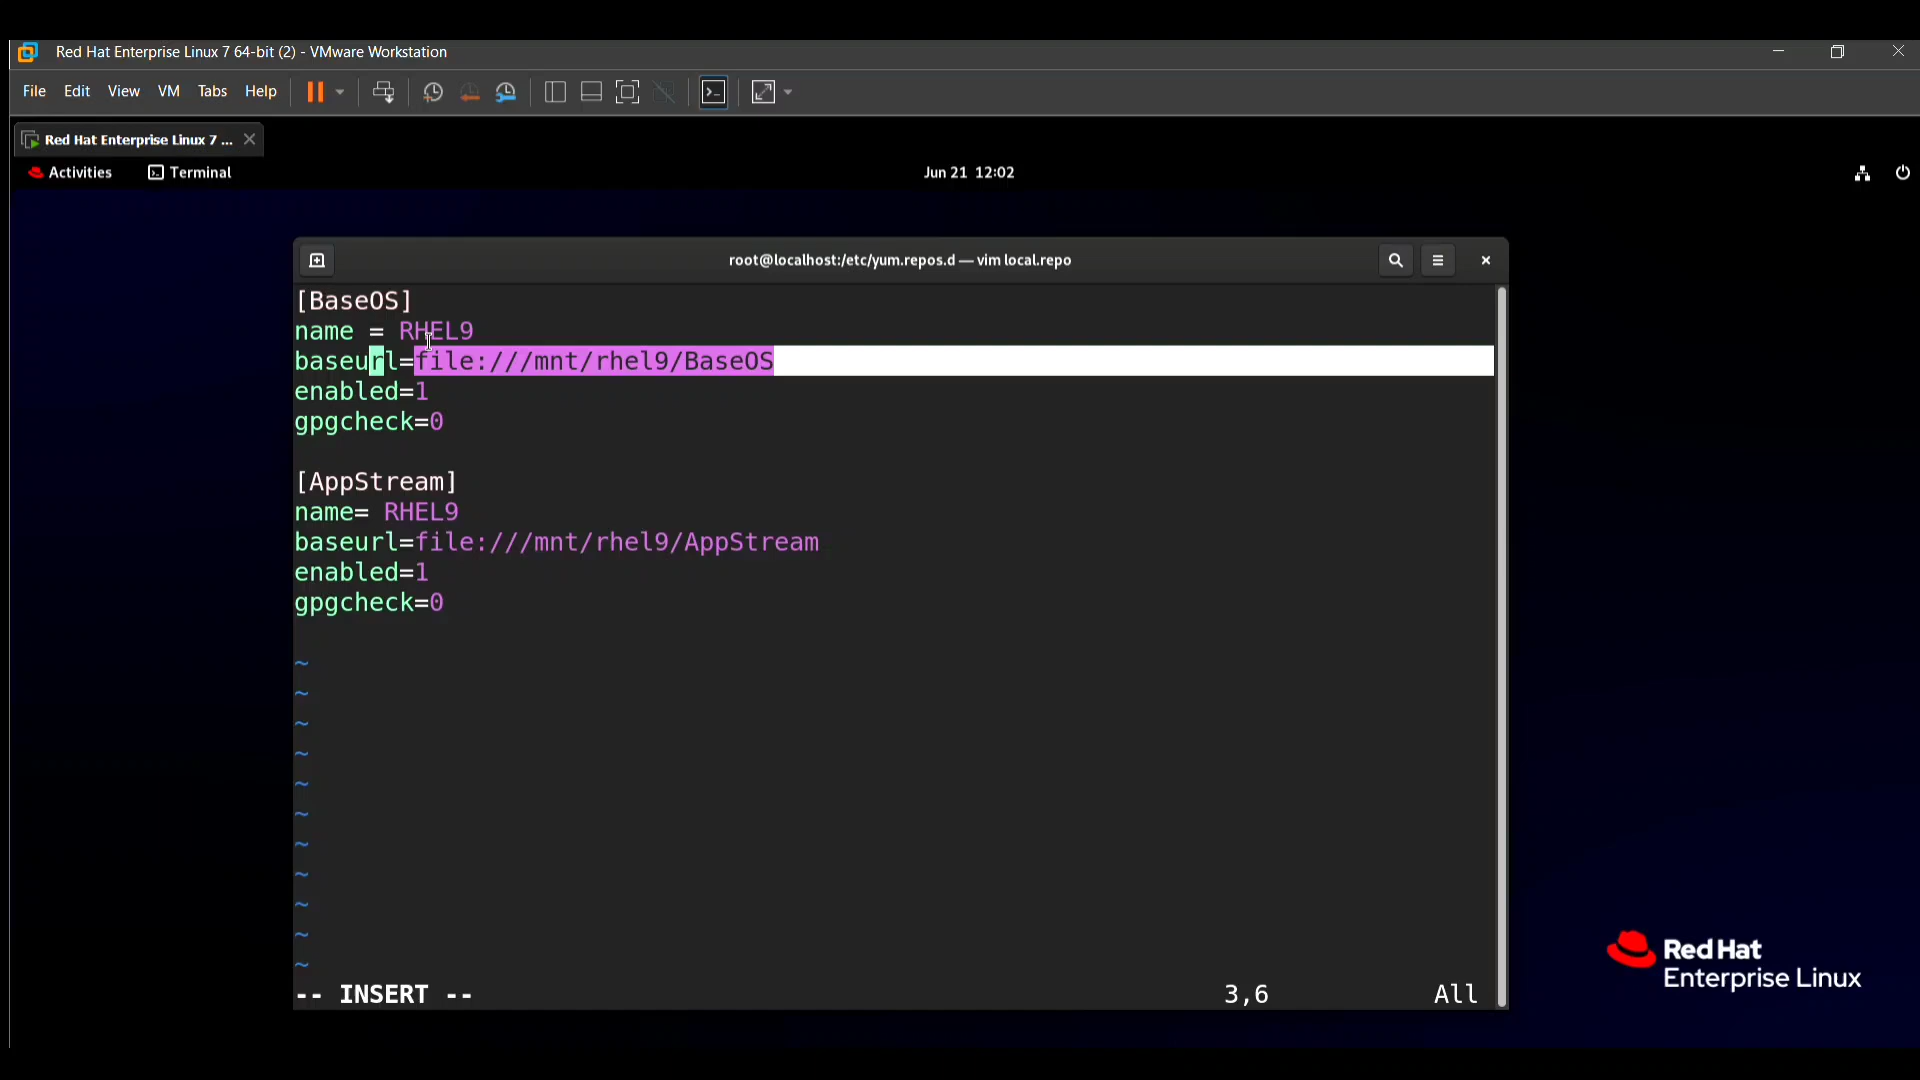 Red Hat Enterprise Linux 7 64-bit (2) - VMware Workstation
File Edit View VM Tabs Help
Red Hat Enterprise Linux 7 ...
Activities Terminal Jun 21 12:02
root@localhost:/etc/yum.repos.d — vim local.repo
[BaseOS]
name = RHEL9
baseurl=file:///mnt/rhel9/BaseOS
enabled=1
gpgcheck=0
[AppStream]
name= RHEL9
baseurl=file:///mnt/rhel9/AppStream
enabled=1
gpgcheck=0
~
~
~
~
~
~
~
~
~
~
~
-- INSERT -- 3,6 All
Red Hat
Enterprise Linux